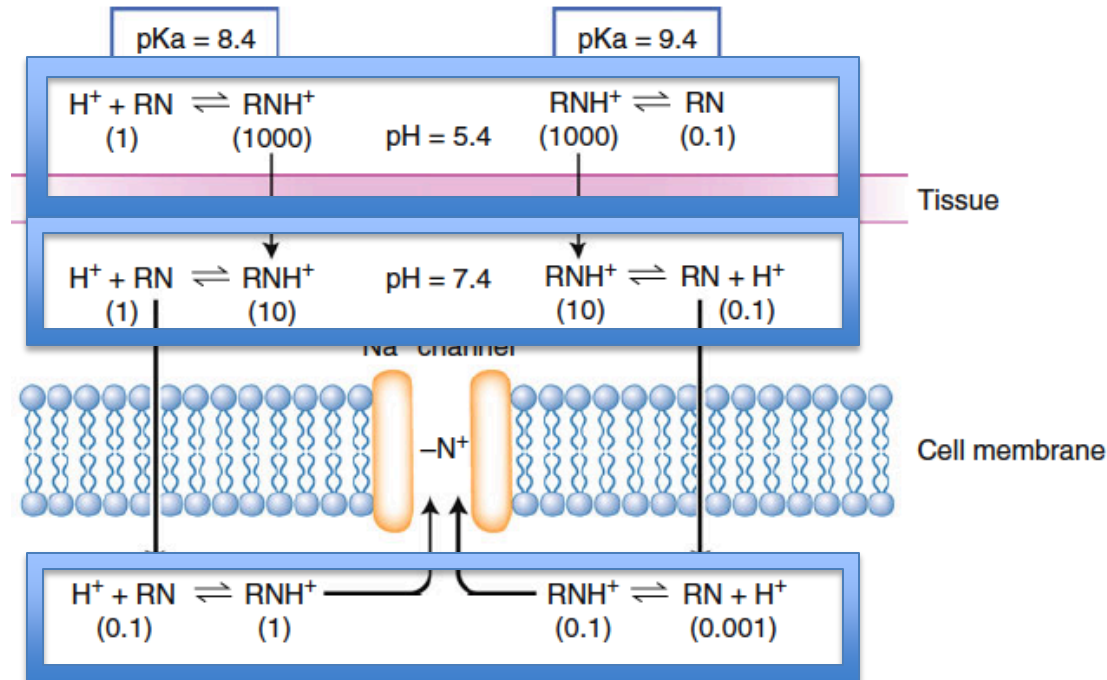 pKa = 8.4 pKa = 9.4
H⁺ + RN ⇌ RNH⁺ RNH⁺ ⇌ RN
(1) (1000) pH = 5.4 (1000) (0.1)
Tissue
H⁺ + RN ⇌ RNH⁺ pH = 7.4 RNH⁺ ⇌ RN + H⁺
(1) (10) (10) (0.1)
Na channel
–N⁺
Cell membrane
H⁺ + RN ⇌ RNH⁺ RNH⁺ ⇌ RN + H⁺
(0.1) (1) (0.1) (0.001)